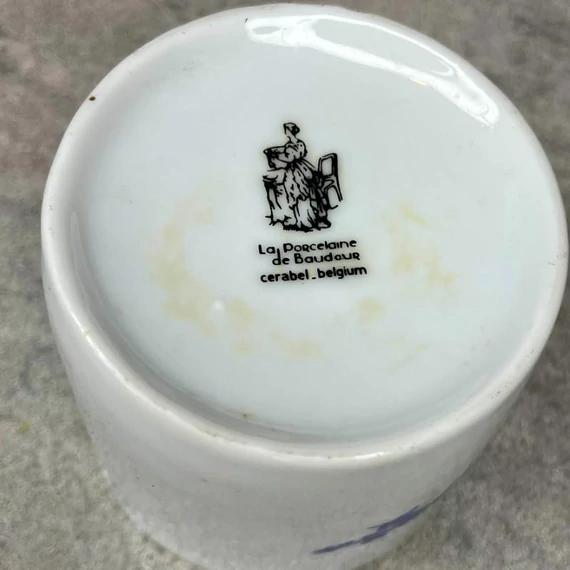 La Porcelaine
de Baudour
cerabel-belgium